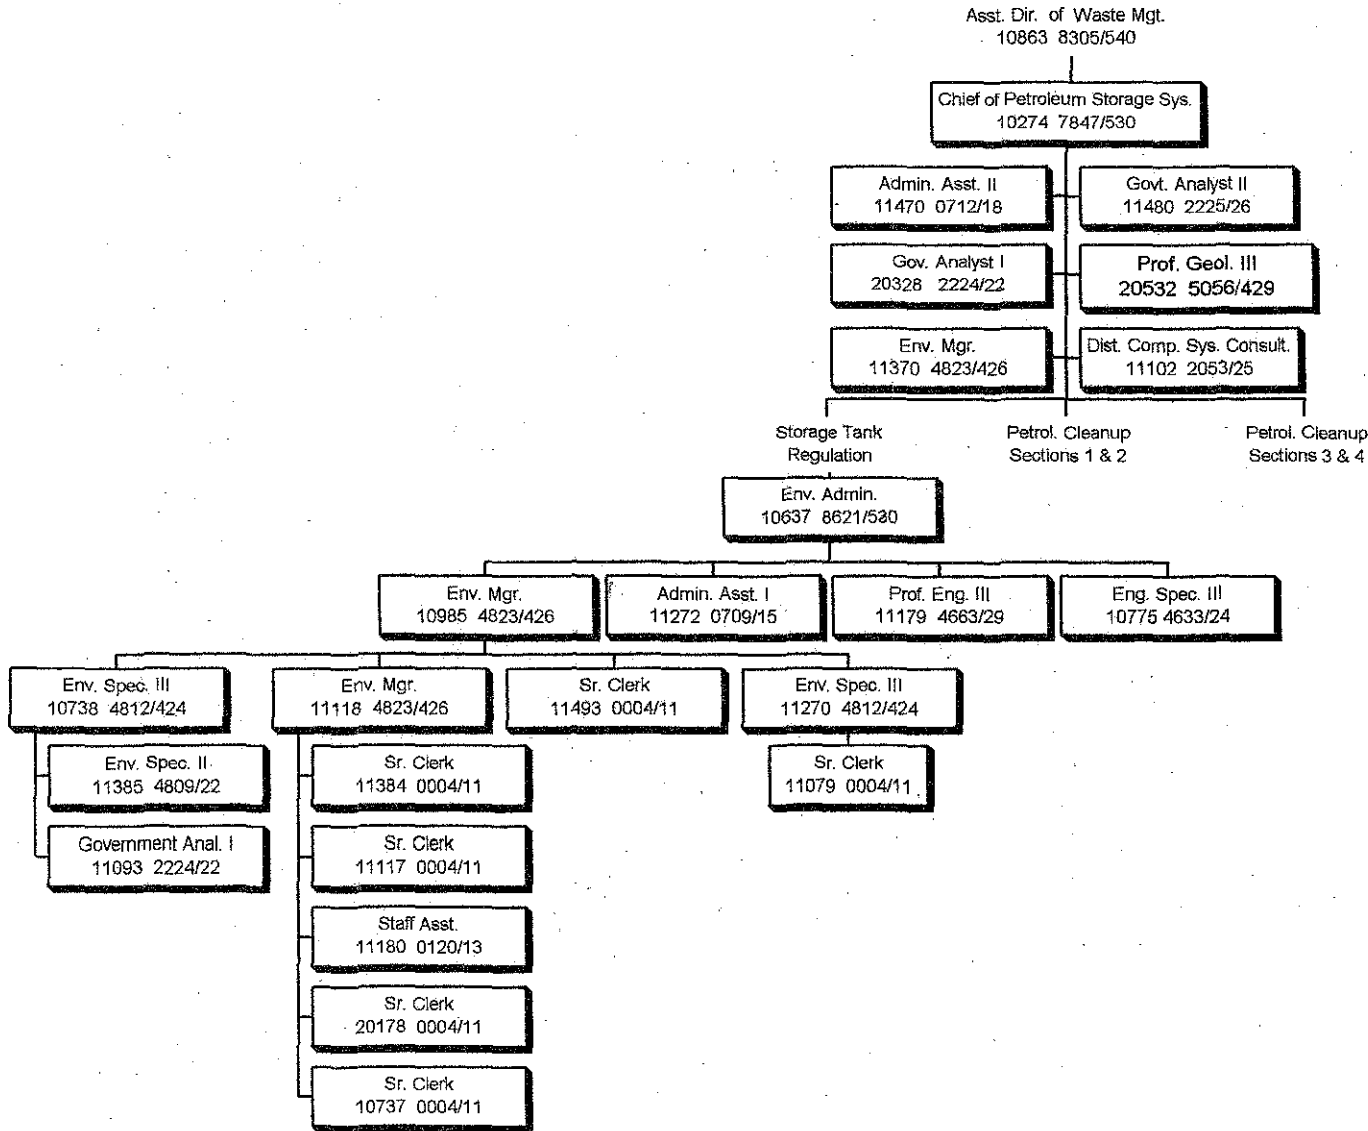 Asst. Dir. of Waste Mgt.
10863 8305/540
Chief of Petroleum Storage Sys.
10274 7847/530
Admin. Asst. II
11470 0712/18
Govt. Analyst II
11480 2225/26
Gov. Analyst I
20328 2224/22
Prof. Geol. III
20532 5056/429
Env. Mgr.
11370 4823/426
Dist. Comp. Sys. Consult.
11102 2053/25
Storage Tank
Regulation
Petrol. Cleanup
Sections 1 & 2
Petrol. Cleanup
Sections 3 & 4
Env. Admin.
10637 8621/530
Env. Mgr.
10985 4823/426
Admin. Asst. I
11272 0709/15
Prof. Eng. III
11179 4663/29
Eng. Spec. III
10775 4633/24
Env. Spec. III
10738 4812/424
Env. Mgr.
11118 4823/426
Sr. Clerk
11493 0004/11
Env. Spec. III
11270 4812/424
Env. Spec. II
11385 4809/22
Sr. Clerk
11384 0004/11
Sr. Clerk
11079 0004/11
Government Anal. I
11093 2224/22
Sr. Clerk
11117 0004/11
Staff Asst.
11180 0120/13
Sr. Clerk
20178 0004/11
Sr. Clerk
10737 0004/11